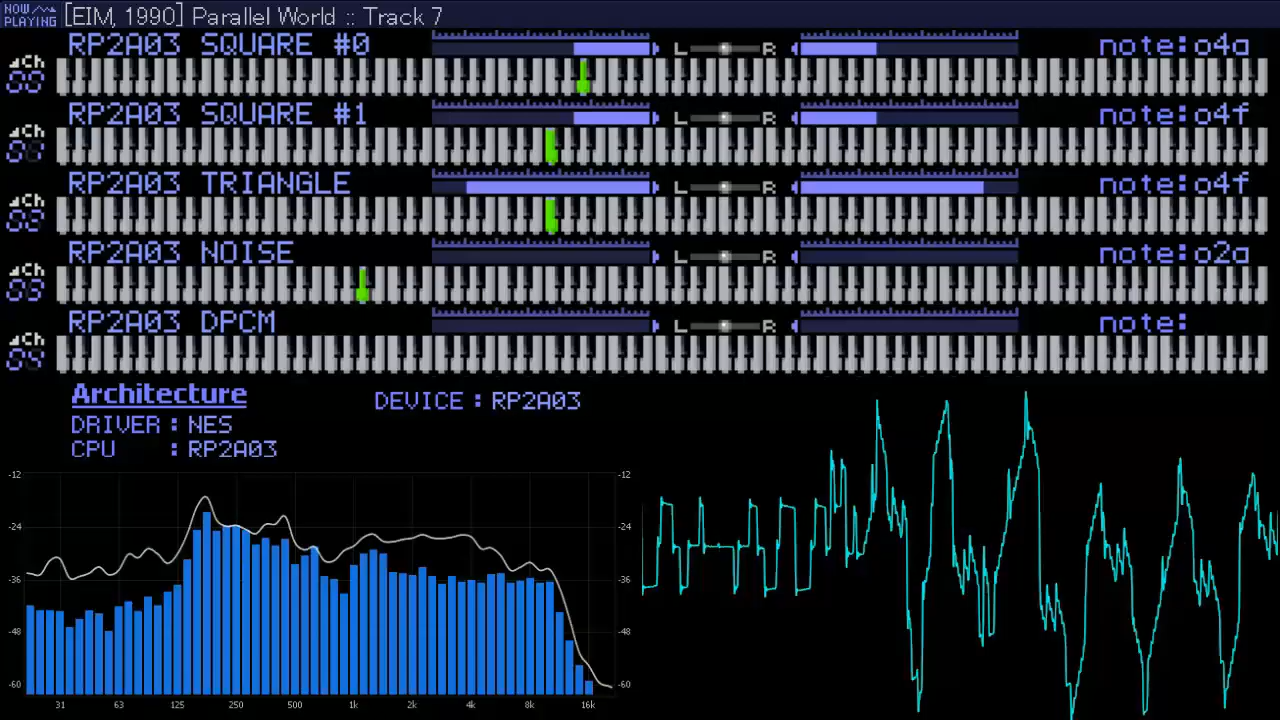 NOW PLAYING [EIM, 1990] Parallel World :: Track 7
RP2A03 SQUARE #0 L R note:o4a
Ch 00
RP2A03 SQUARE #1 L R note:o4f
Ch 01
RP2A03 TRIANGLE L R note:o4f
Ch 02
RP2A03 NOISE L R note:o2a
Ch 03
RP2A03 DPCM L R note:
Ch 04
Architecture
DEVICE : RP2A03
DRIVER : NES
CPU : RP2A03
-12 -12
-24 -24
-36 -36
-48 -48
-60 -60
31 63 125 250 500 1k 2k 4k 8k 16k